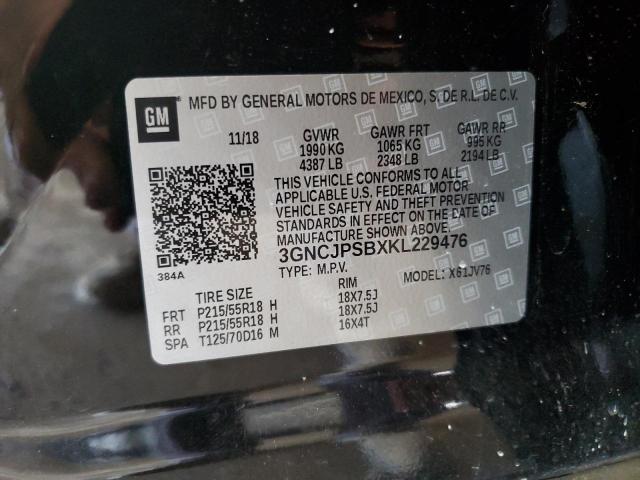 GM
MFD BY GENERAL MOTORS DE MEXICO, S. DE R.L. DE C.V.
11/18 GVWR GAWR FRT GAWR RR
1990 KG 1065 KG 995 KG
4387 LB 2348 LB 2194 LB
THIS VEHICLE CONFORMS TO ALL
APPLICABLE U.S. FEDERAL MOTOR
VEHICLE SAFETY AND THEFT PREVENTION
STANDARDS IN EFFECT ON THE DATE OF
MANUFACTURE SHOWN ABOVE.
3GNCJPSBXKL229476
384A
TYPE: M.P.V. MODEL: X61JV76
TIRE SIZE RIM
FRT P215/55R18 H 18X7.5J
RR P215/55R18 H 18X7.5J
SPA T125/70D16 M 16X4T